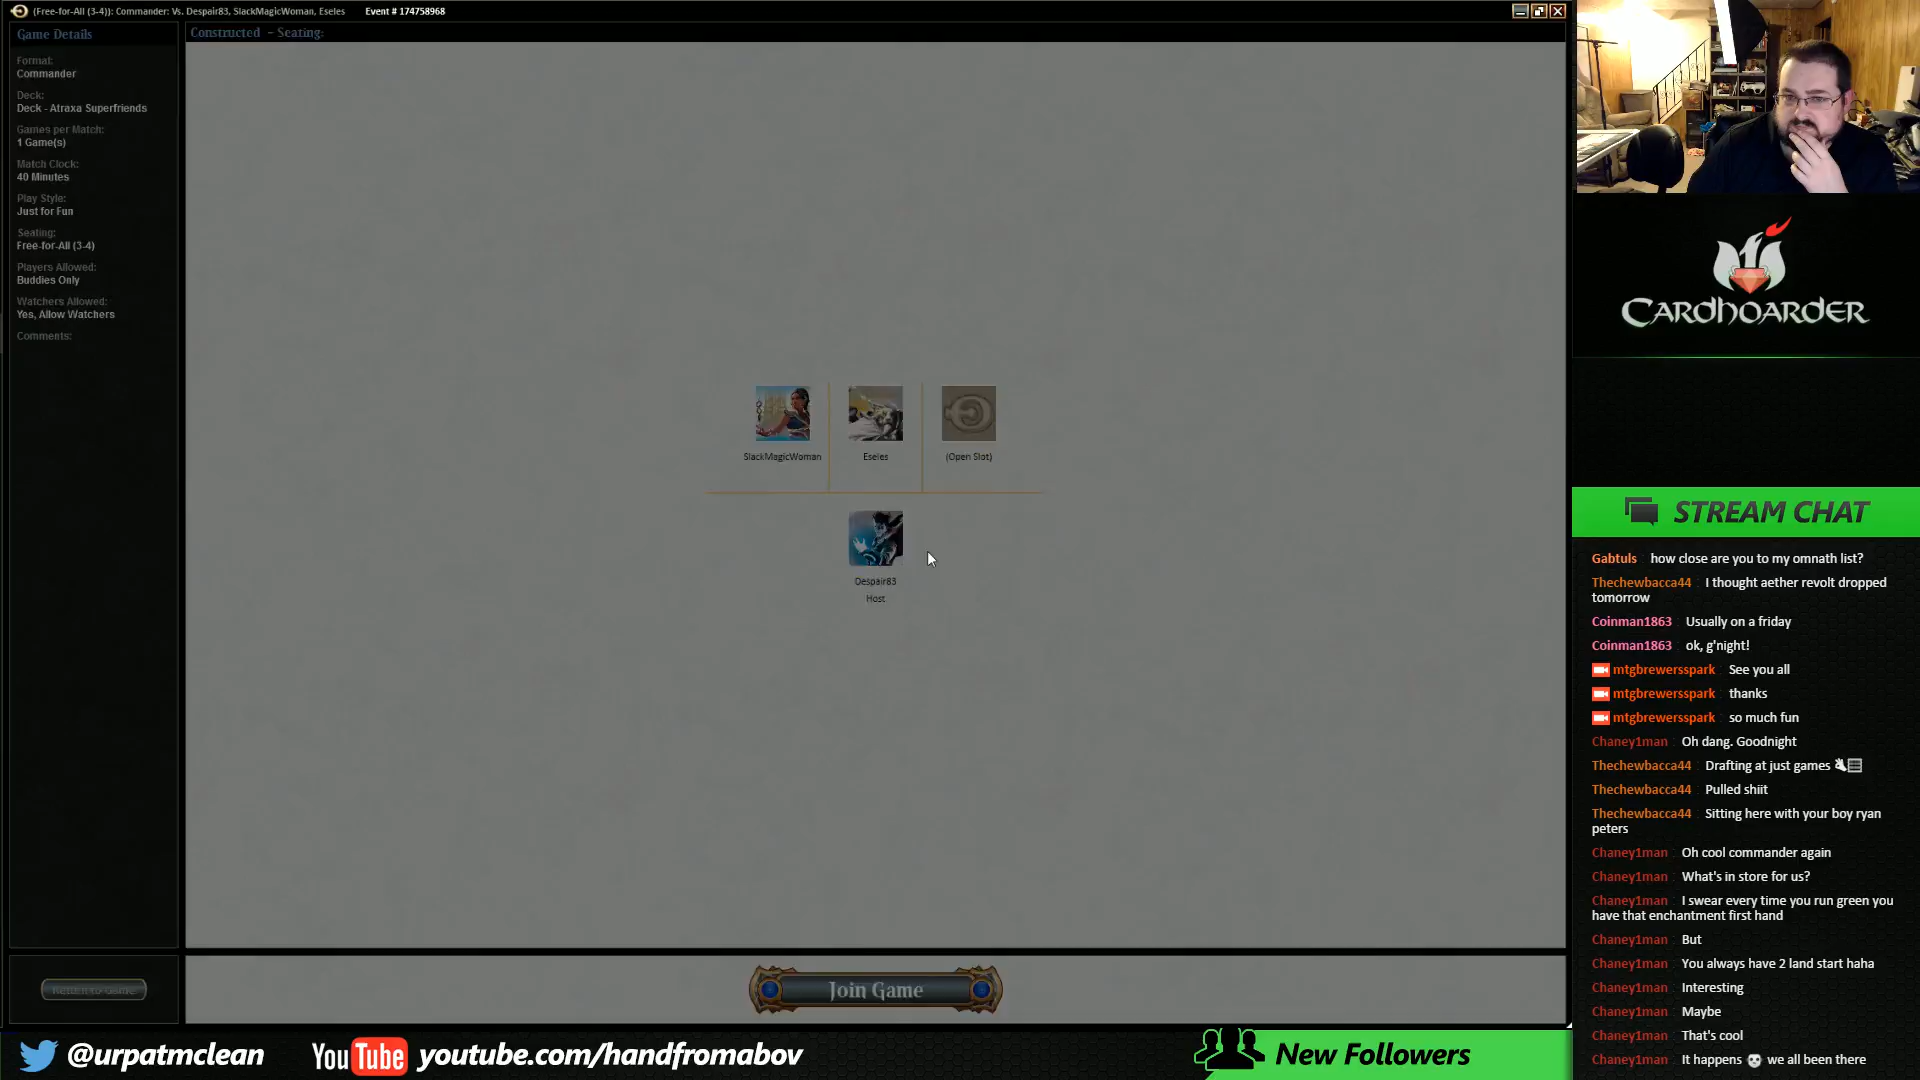 (Free-for-All (3-4)): Commander: Vs. Despair83, SlackMagicWoman, Eseles Event # 174758968
Game Details
Format:
Commander
Deck:
Deck - Atraxa Superfriends
Games per Match:
1 Game(s)
Match Clock:
40 Minutes
Play Style:
Just for Fun
Seating:
Free-for-All (3-4)
Players Allowed:
Buddies Only
Watchers Allowed:
Yes, Allow Watchers
Comments:
Constructed - Seating:
SlackMagicWoman
Eseles
(Open Slot)
Despair83
Host
Return to Game
Join Game
CARDHOARDER
STREAM CHAT
Gabtuls how close are you to my omnath list?
Thechewbacca44 I thought aether revolt dropped
tomorrow
Coinman1863 Usually on a friday
Coinman1863 ok, g'night!
mtgbrewersspark See you all
mtgbrewersspark thanks
mtgbrewersspark so much fun
Chaney1man Oh dang. Goodnight
Thechewbacca44 Drafting at just games
Thechewbacca44 Pulled shiit
Thechewbacca44 Sitting here with your boy ryan
peters
Chaney1man Oh cool commander again
Chaney1man What's in store for us?
Chaney1man I swear every time you run green you
have that enchantment first hand
Chaney1man But
Chaney1man You always have 2 land start haha
Chaney1man Interesting
Chaney1man Maybe
Chaney1man That's cool
Chaney1man It happens 💀 we all been there
@urpatmclean
YouTube youtube.com/handfromabov
New Followers